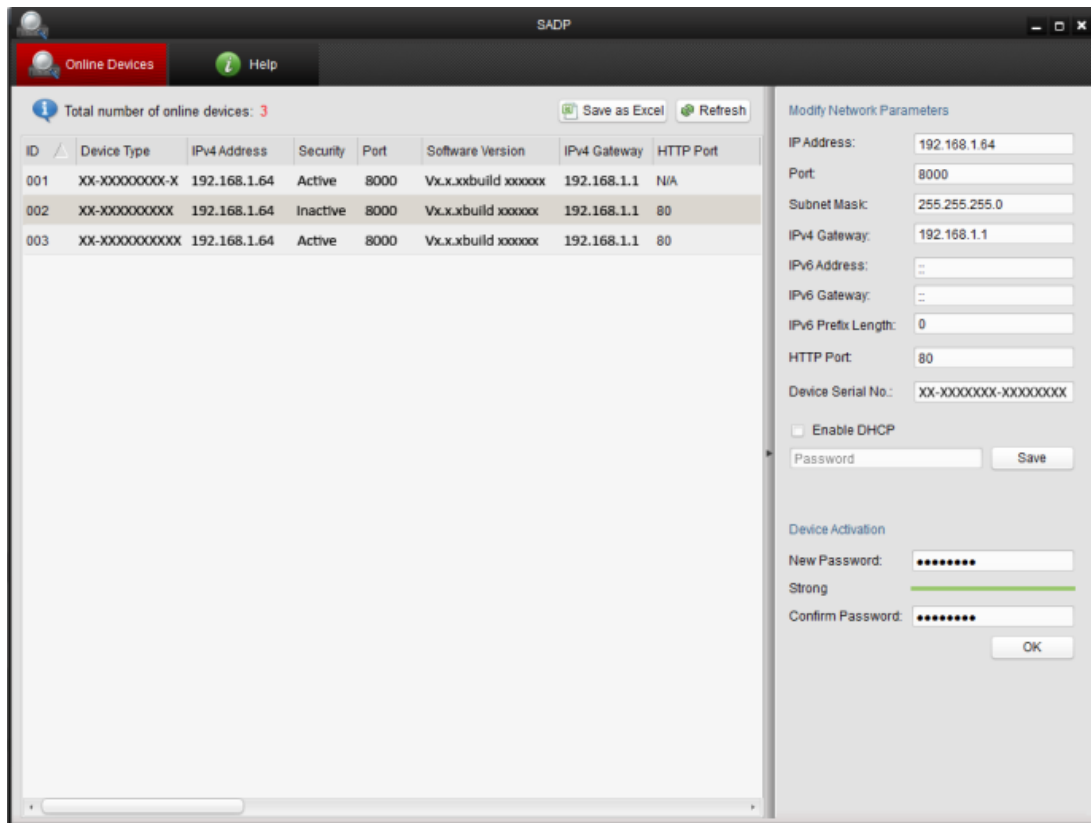 SADP
Online Devices
Help
Total number of online devices: 3
Save as Excel
Refresh
ID Device Type IPv4 Address Security Port Software Version IPv4 Gateway HTTP Port
001 XX-XXXXXXXX-X 192.168.1.64 Active 8000 Vx.x.xxbuild xxxxxx 192.168.1.1 N/A
002 XX-XXXXXXXXX 192.168.1.64 Inactive 8000 Vx.x.xbuild xxxxxx 192.168.1.1 80
003 XX-XXXXXXXXXX 192.168.1.64 Active 8000 Vx.x.xbuild xxxxxx 192.168.1.1 80
Modify Network Parameters
IP Address: 192.168.1.64
Port: 8000
Subnet Mask: 255.255.255.0
IPv4 Gateway: 192.168.1.1
IPv6 Address: ::
IPv6 Gateway: ::
IPv6 Prefix Length: 0
HTTP Port: 80
Device Serial No.: XX-XXXXXXX-XXXXXXXX
Enable DHCP
Password
Save
Device Activation
New Password: ••••••••
Strong
Confirm Password: ••••••••
OK